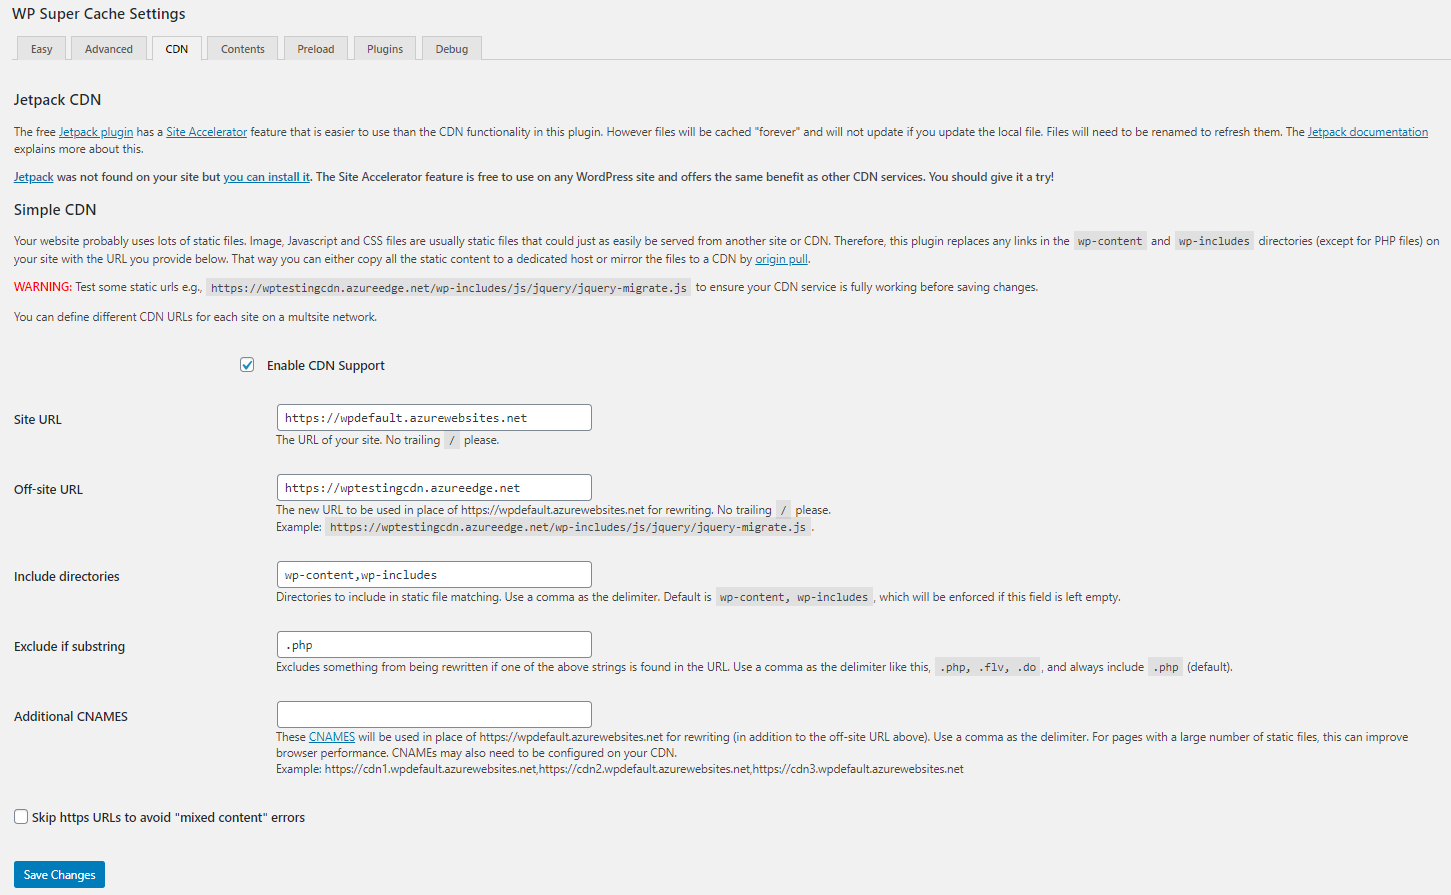 WP Super Cache Settings
Easy
Advanced
CDN
Contents
Preload
Plugins
Debug
Jetpack CDN
The free Jetpack plugin has a Site Accelerator feature that is easier to use than the CDN functionality in this plugin. However files will be cached "forever" and will not update if you update the local file. Files will need to be renamed to refresh them. The Jetpack documentation
explains more about this.
Jetpack was not found on your site but you can install it. The Site Accelerator feature is free to use on any WordPress site and offers the same benefit as other CDN services. You should give it a try!
Simple CDN
Your website probably uses lots of static files. Image, Javascript and CSS files are usually static files that could just as easily be served from another site or CDN. Therefore, this plugin replaces any links in the wp-content and wp-includes directories (except for PHP files) on
your site with the URL you provide below. That way you can either copy all the static content to a dedicated host or mirror the files to a CDN by origin pull.
WARNING: Test some static urls e.g., https://wptestingcdn.azureedge.net/wp-includes/js/jquery/jquery-migrate.js to ensure your CDN service is fully working before saving changes.
You can define different CDN URLs for each site on a multsite network.
Enable CDN Support
Site URL
https://wpdefault.azurewebsites.net
The URL of your site. No trailing / please.
Off-site URL
https://wptestingcdn.azureedge.net
The new URL to be used in place of https://wpdefault.azurewebsites.net for rewriting. No trailing / please.
Example: https://wptestingcdn.azureedge.net/wp-includes/js/jquery/jquery-migrate.js .
Include directories
wp-content,wp-includes
Directories to include in static file matching. Use a comma as the delimiter. Default is wp-content, wp-includes , which will be enforced if this field is left empty.
Exclude if substring
.php
Excludes something from being rewritten if one of the above strings is found in the URL. Use a comma as the delimiter like this, .php, .flv, .do , and always include .php (default).
Additional CNAMES
These CNAMES will be used in place of https://wpdefault.azurewebsites.net for rewriting (in addition to the off-site URL above). Use a comma as the delimiter. For pages with a large number of static files, this can improve
browser performance. CNAMEs may also need to be configured on your CDN.
Example: https://cdn1.wpdefault.azurewebsites.net,https://cdn2.wpdefault.azurewebsites.net,https://cdn3.wpdefault.azurewebsites.net
Skip https URLs to avoid "mixed content" errors
Save Changes